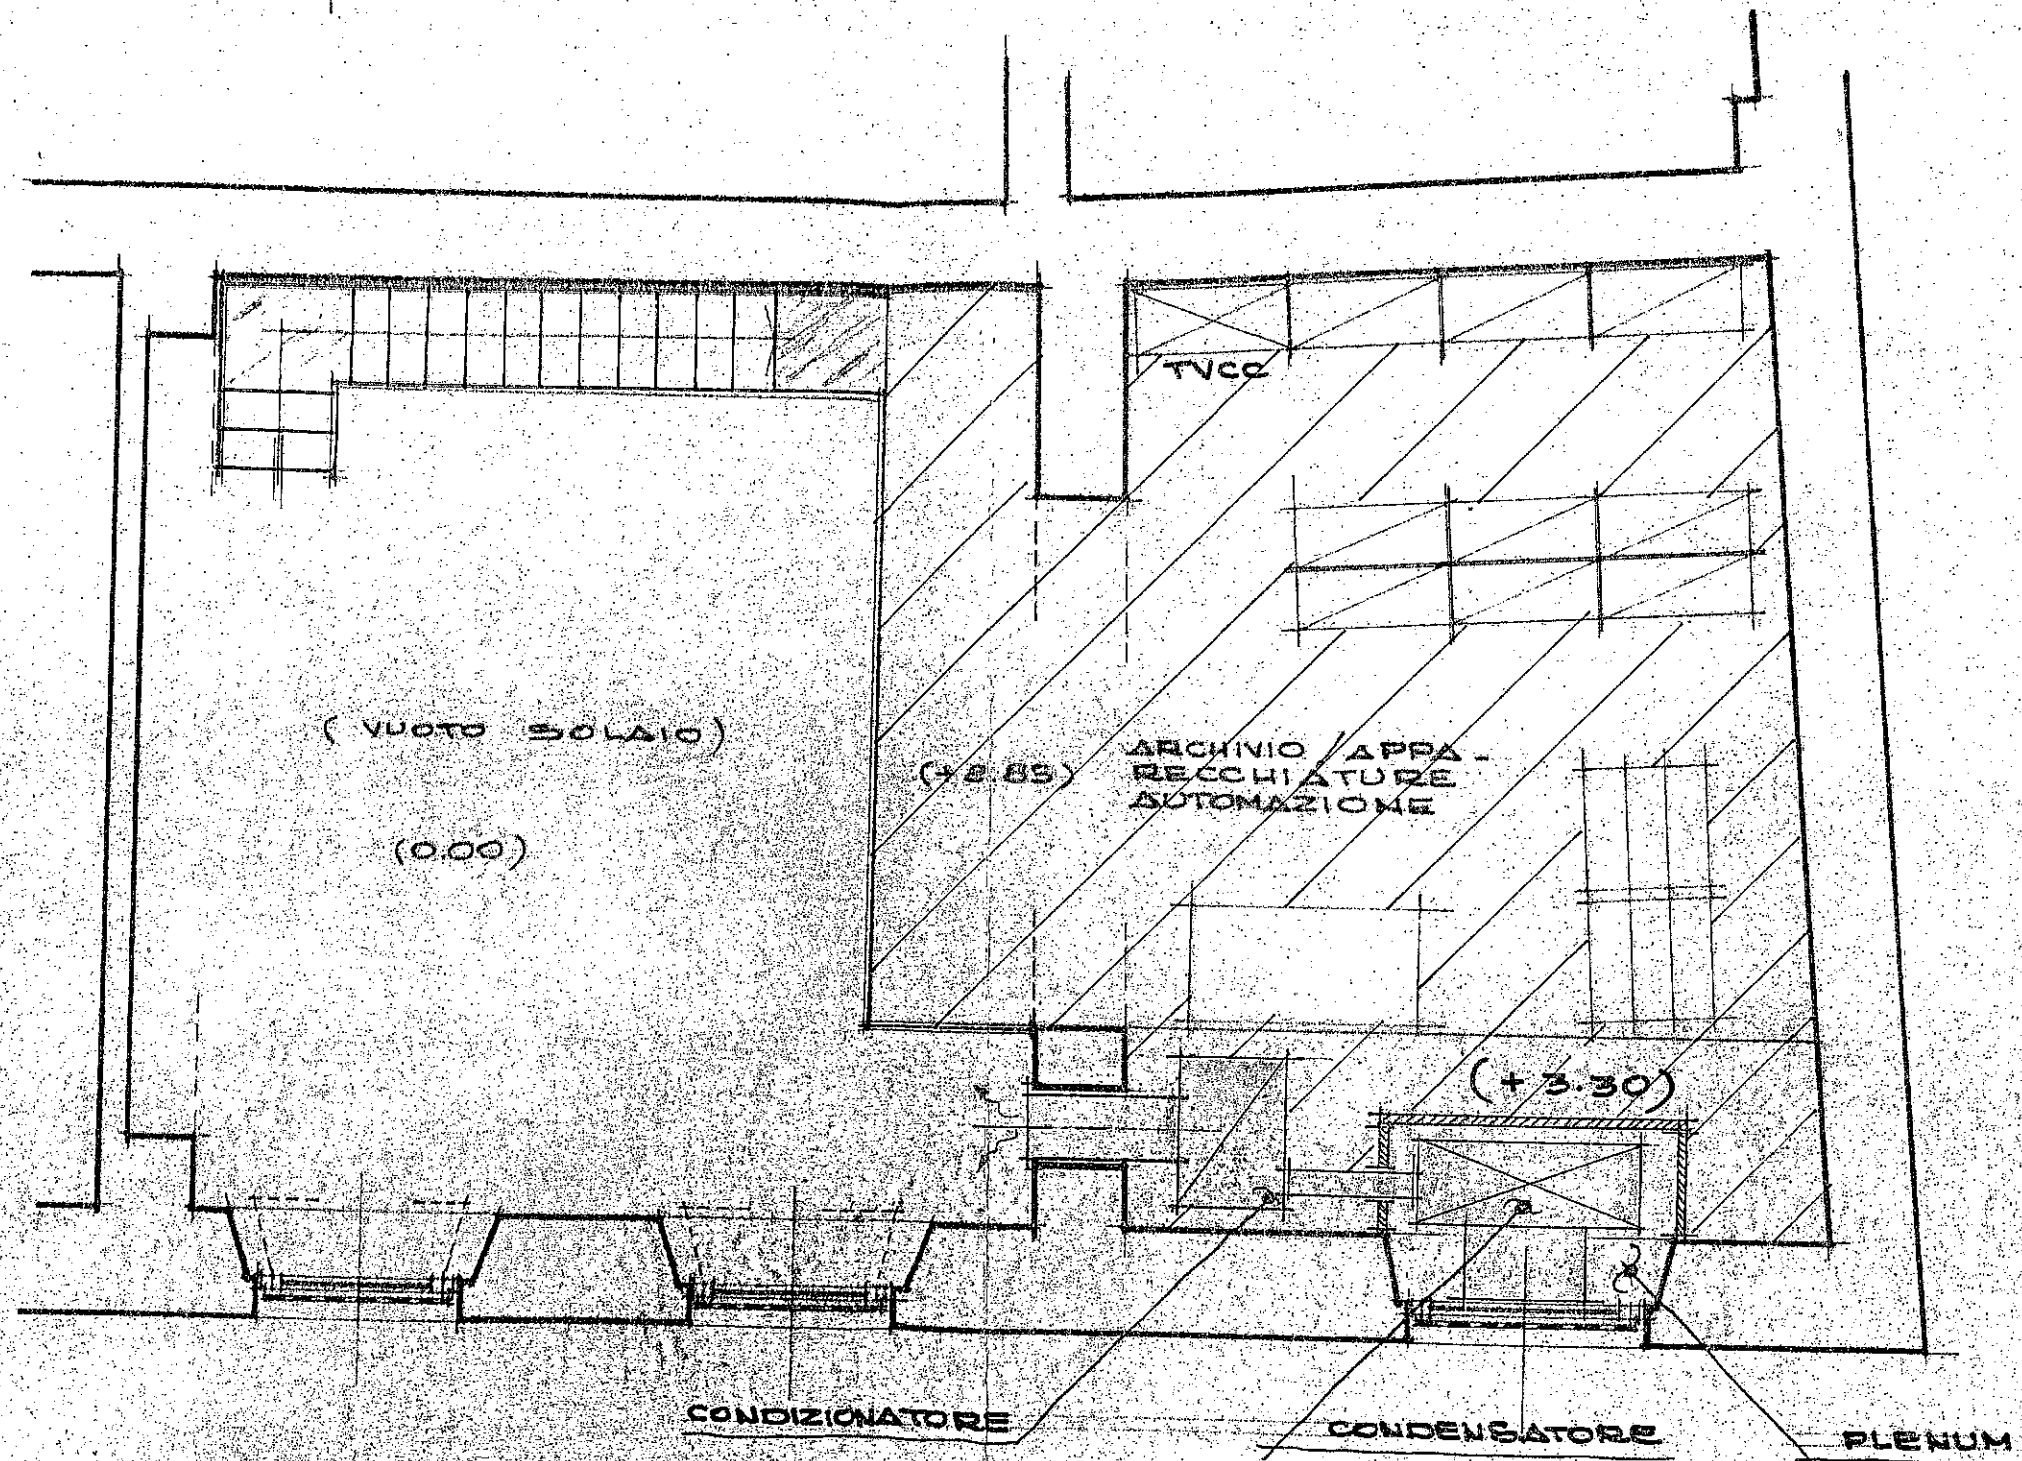 TVCC
( VUOTO SOLAIO)
(+2.85)
ARCHIVIO APPA-
RECCHIATURE
AUTOMAZIONE
(0.00)
(+3.30)
CONDIZIONATORE
CONDENSATORE
PLENUM